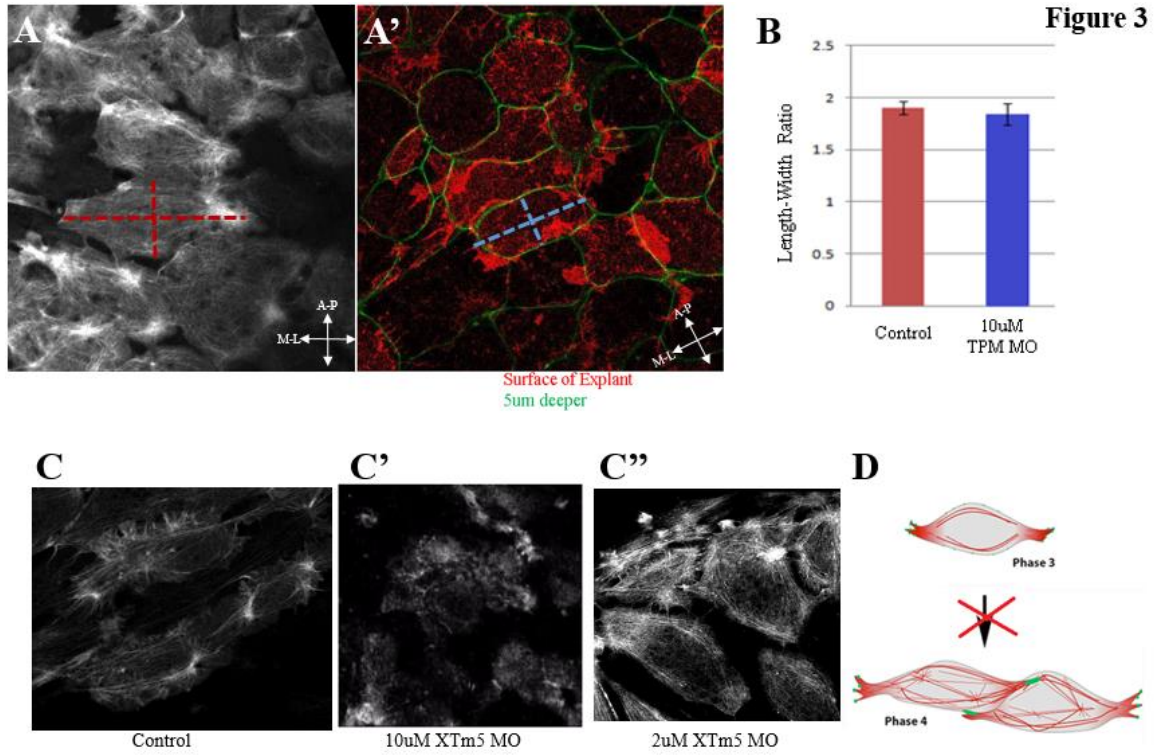 Figure 3
A
A-P
M-L
A'
A-P
M-L
Surface of Explant
5um deeper
B
Length-Width Ratio
2.5
2
1.5
1
0.5
0
Control
10uM
TPM MO
C
Control
C'
10uM XTm5 MO
C"
2uM XTm5 MO
D
Phase 3
Phase 4